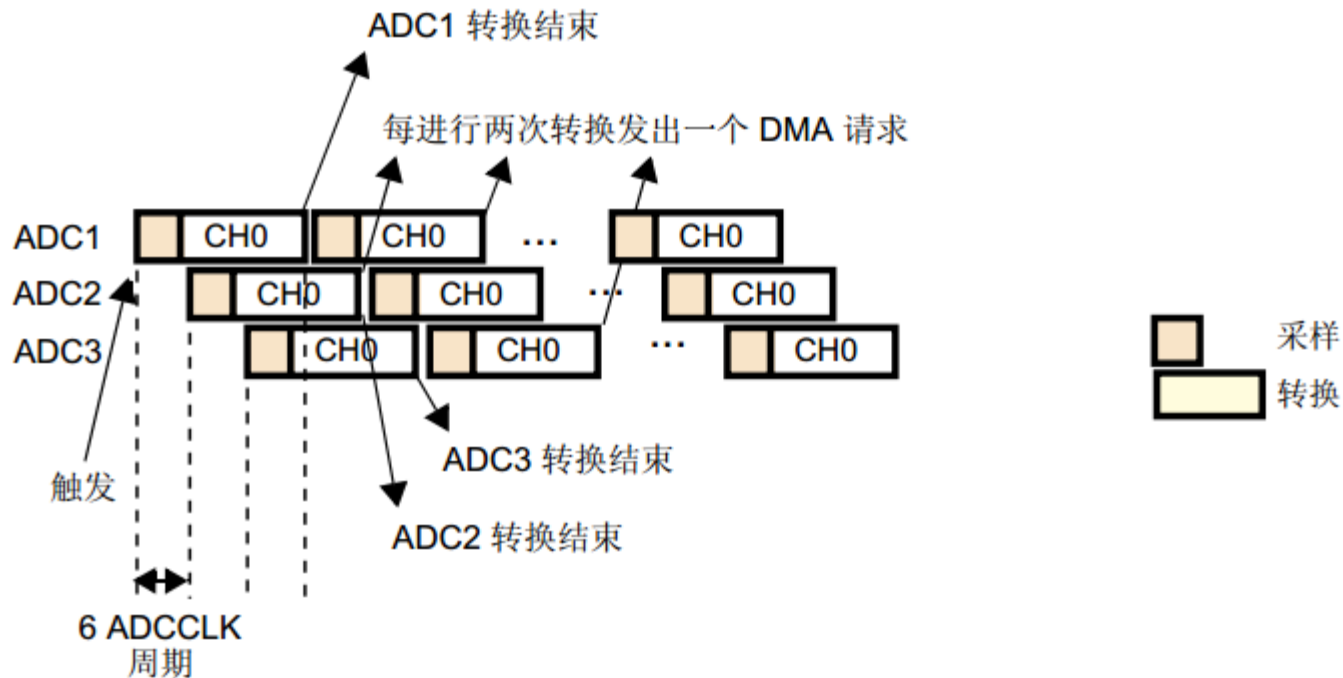 ADC1 转换结束
每进行两次转换发出一个 DMA 请求
ADC1 CH0 CH0 ... CH0
ADC2 CH0 CH0 ... CH0
ADC3 CH0 CH0 ... CH0
采样
转换
ADC3 转换结束
触发
ADC2 转换结束
6 ADCCLK
周期